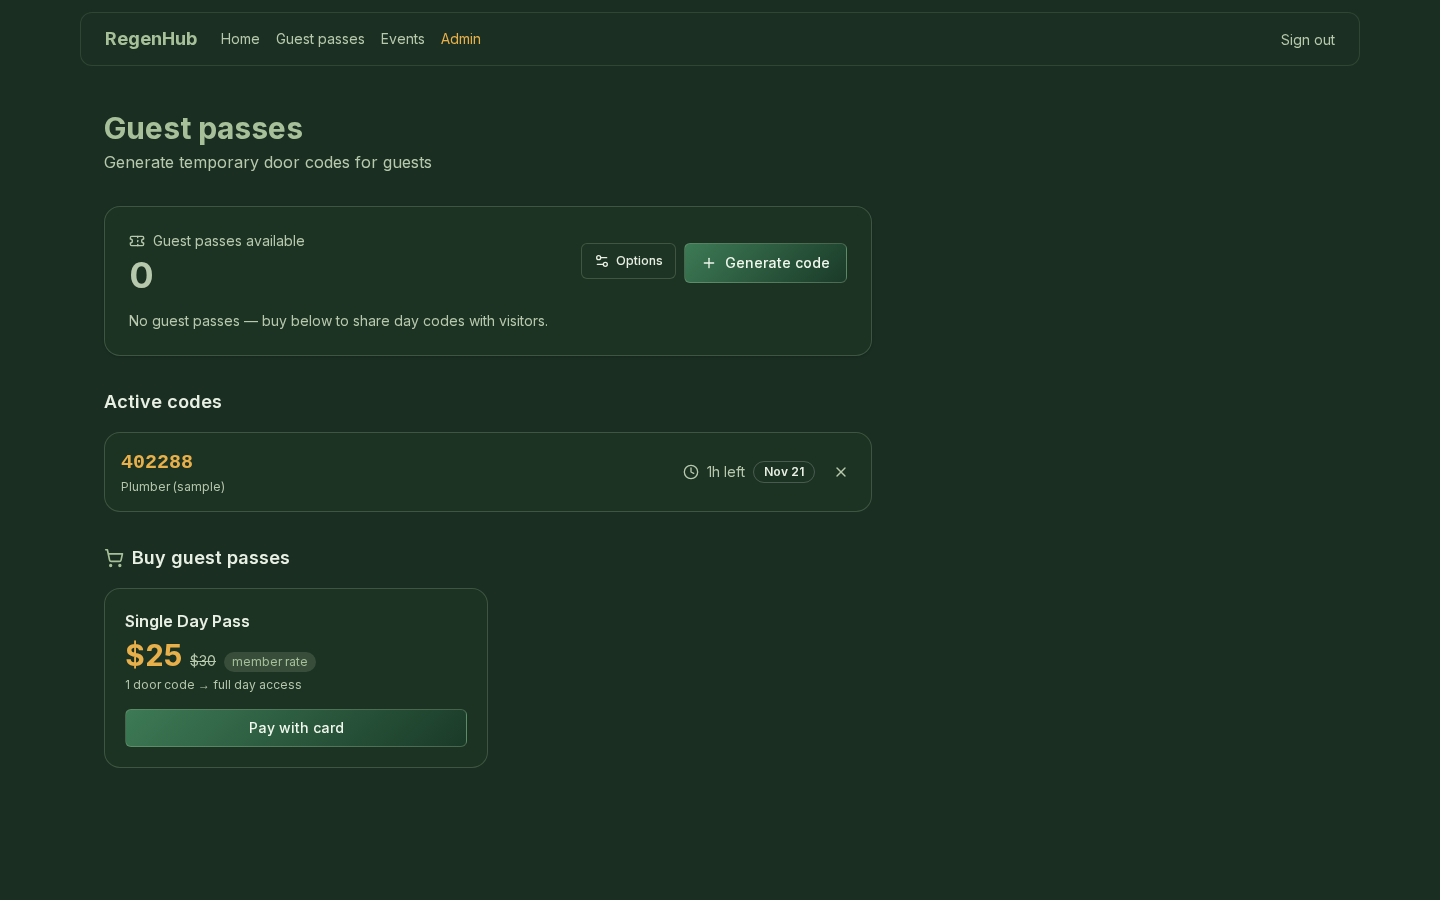 RegenHub Home Guest passes Events Admin Sign out
Guest passes
Generate temporary door codes for guests
Guest passes available
0
Options
Generate code
No guest passes — buy below to share day codes with visitors.
Active codes
402288
Plumber (sample)
1h left
Nov 21
Buy guest passes
Single Day Pass
$25 $30 member rate
1 door code → full day access
Pay with card